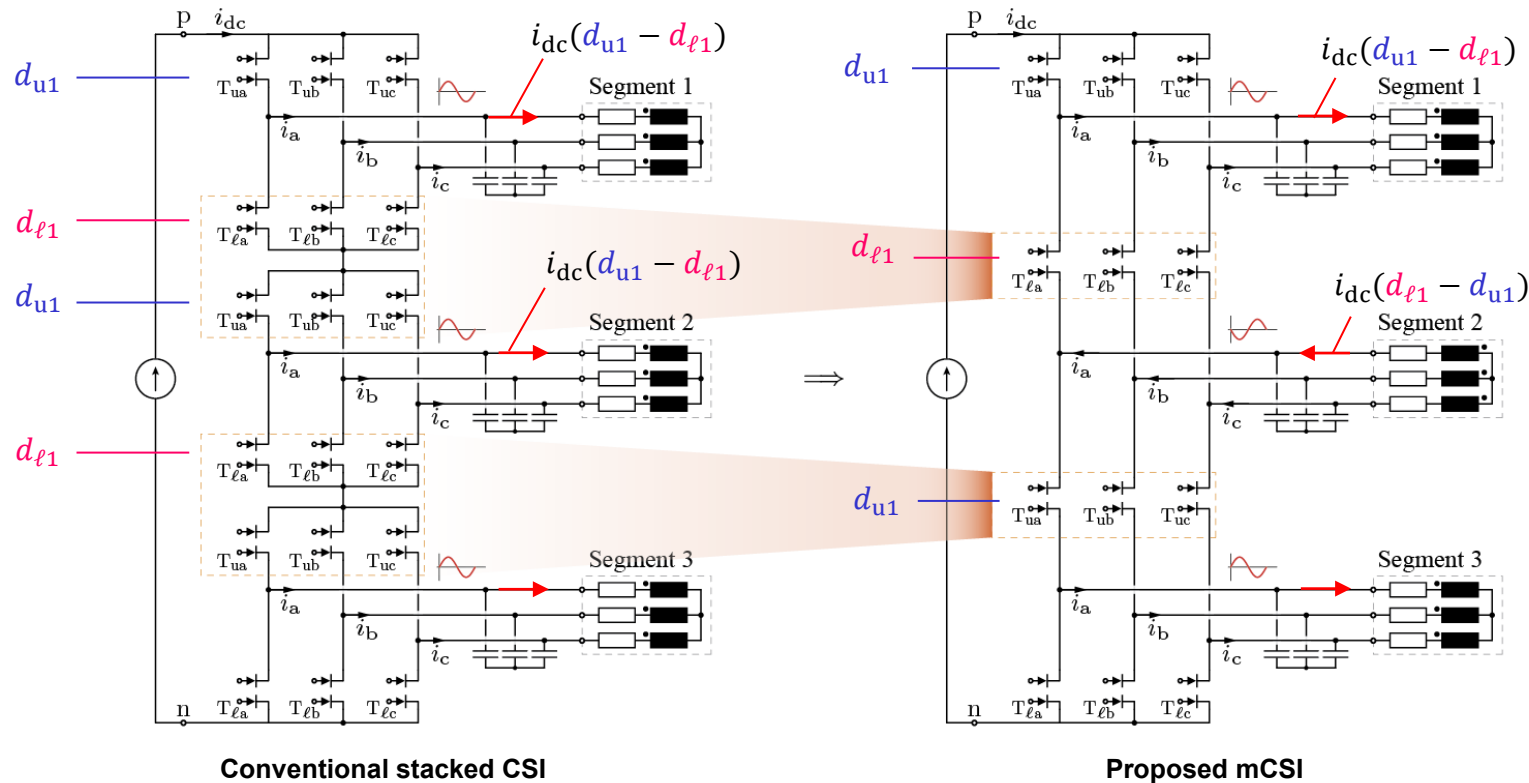 p i_dc
d_u1
T_ua T_ub T_uc
i_dc(d_u1 − d_ℓ1)
Segment 1
i_a
i_b
i_c
d_ℓ1
T_ℓa T_ℓb T_ℓc
d_u1
T_ua T_ub T_uc
i_dc(d_u1 − d_ℓ1)
Segment 2
i_a
i_b
i_c
d_ℓ1
T_ℓa T_ℓb T_ℓc
T_ua T_ub T_uc
Segment 3
i_a
i_b
i_c
n
T_ℓa T_ℓb T_ℓc
Conventional stacked CSI
⟹
p i_dc
d_u1
T_ua T_ub T_uc
i_dc(d_u1 − d_ℓ1)
Segment 1
i_a
i_b
i_c
d_ℓ1
T_ℓa T_ℓb T_ℓc
i_dc(d_ℓ1 − d_u1)
Segment 2
i_a
i_b
i_c
d_u1
T_ua T_ub T_uc
Segment 3
i_a
i_b
i_c
n
T_ℓa T_ℓb T_ℓc
Proposed mCSI